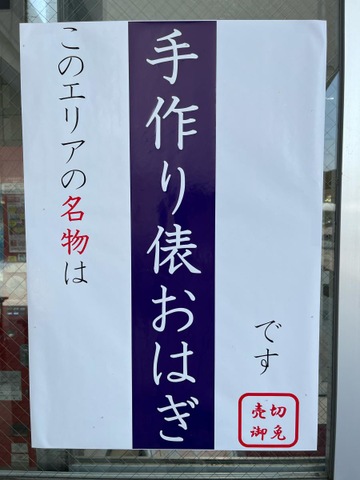 このエリアの名物は
手作り俵おはぎ
です
売切
御免